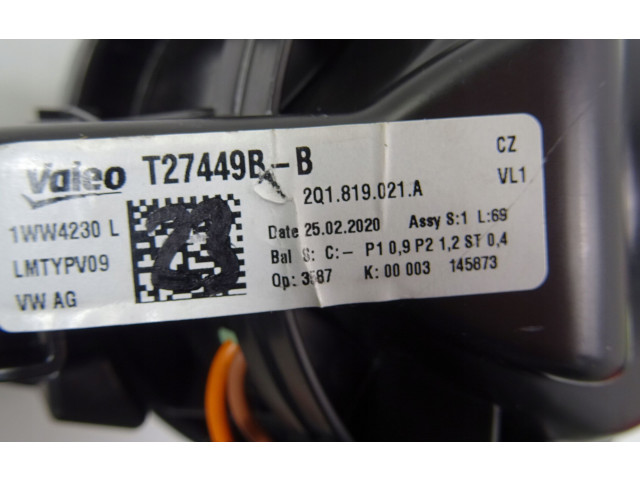 Valeo T27449B-B CZ
2Q1.819.021.A VL1
1WW4230 L Date 25.02.2020 Assy S:1 L:69
LMTYPV09 Bal S: C:- P1 0,9 P2 1,2 ST 0,4
VW AG Op: 3587 K: 00 003 145873
23